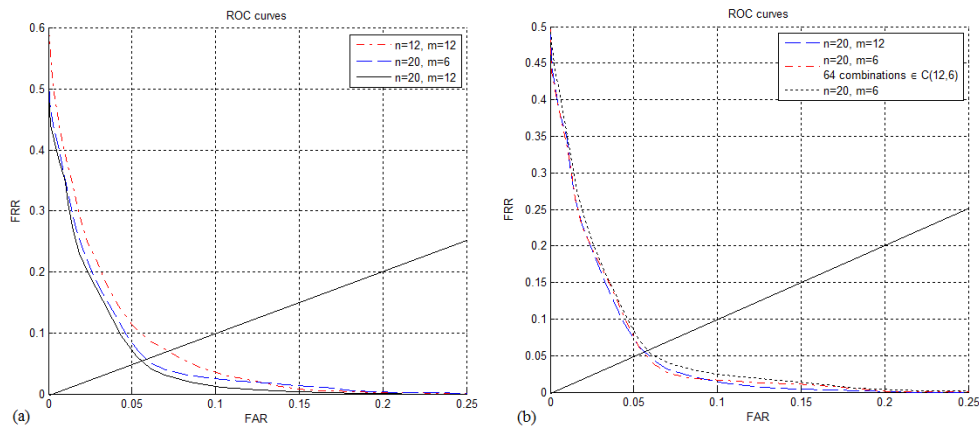 ROC curves
0.6
0.5
0.4
0.3
0.2
0.1
0
FRR
n=12, m=12
n=20, m=6
n=20, m=12
0
0.05
0.1
0.15
0.2
0.25
FAR
(a)
ROC curves
0.5
0.45
0.4
0.35
0.3
0.25
0.2
0.15
0.1
0.05
0
FRR
n=20, m=12
n=20, m=6
64 combinations ∈ C(12,6)
n=20, m=6
0
0.05
0.1
0.15
0.2
0.25
FAR
(b)